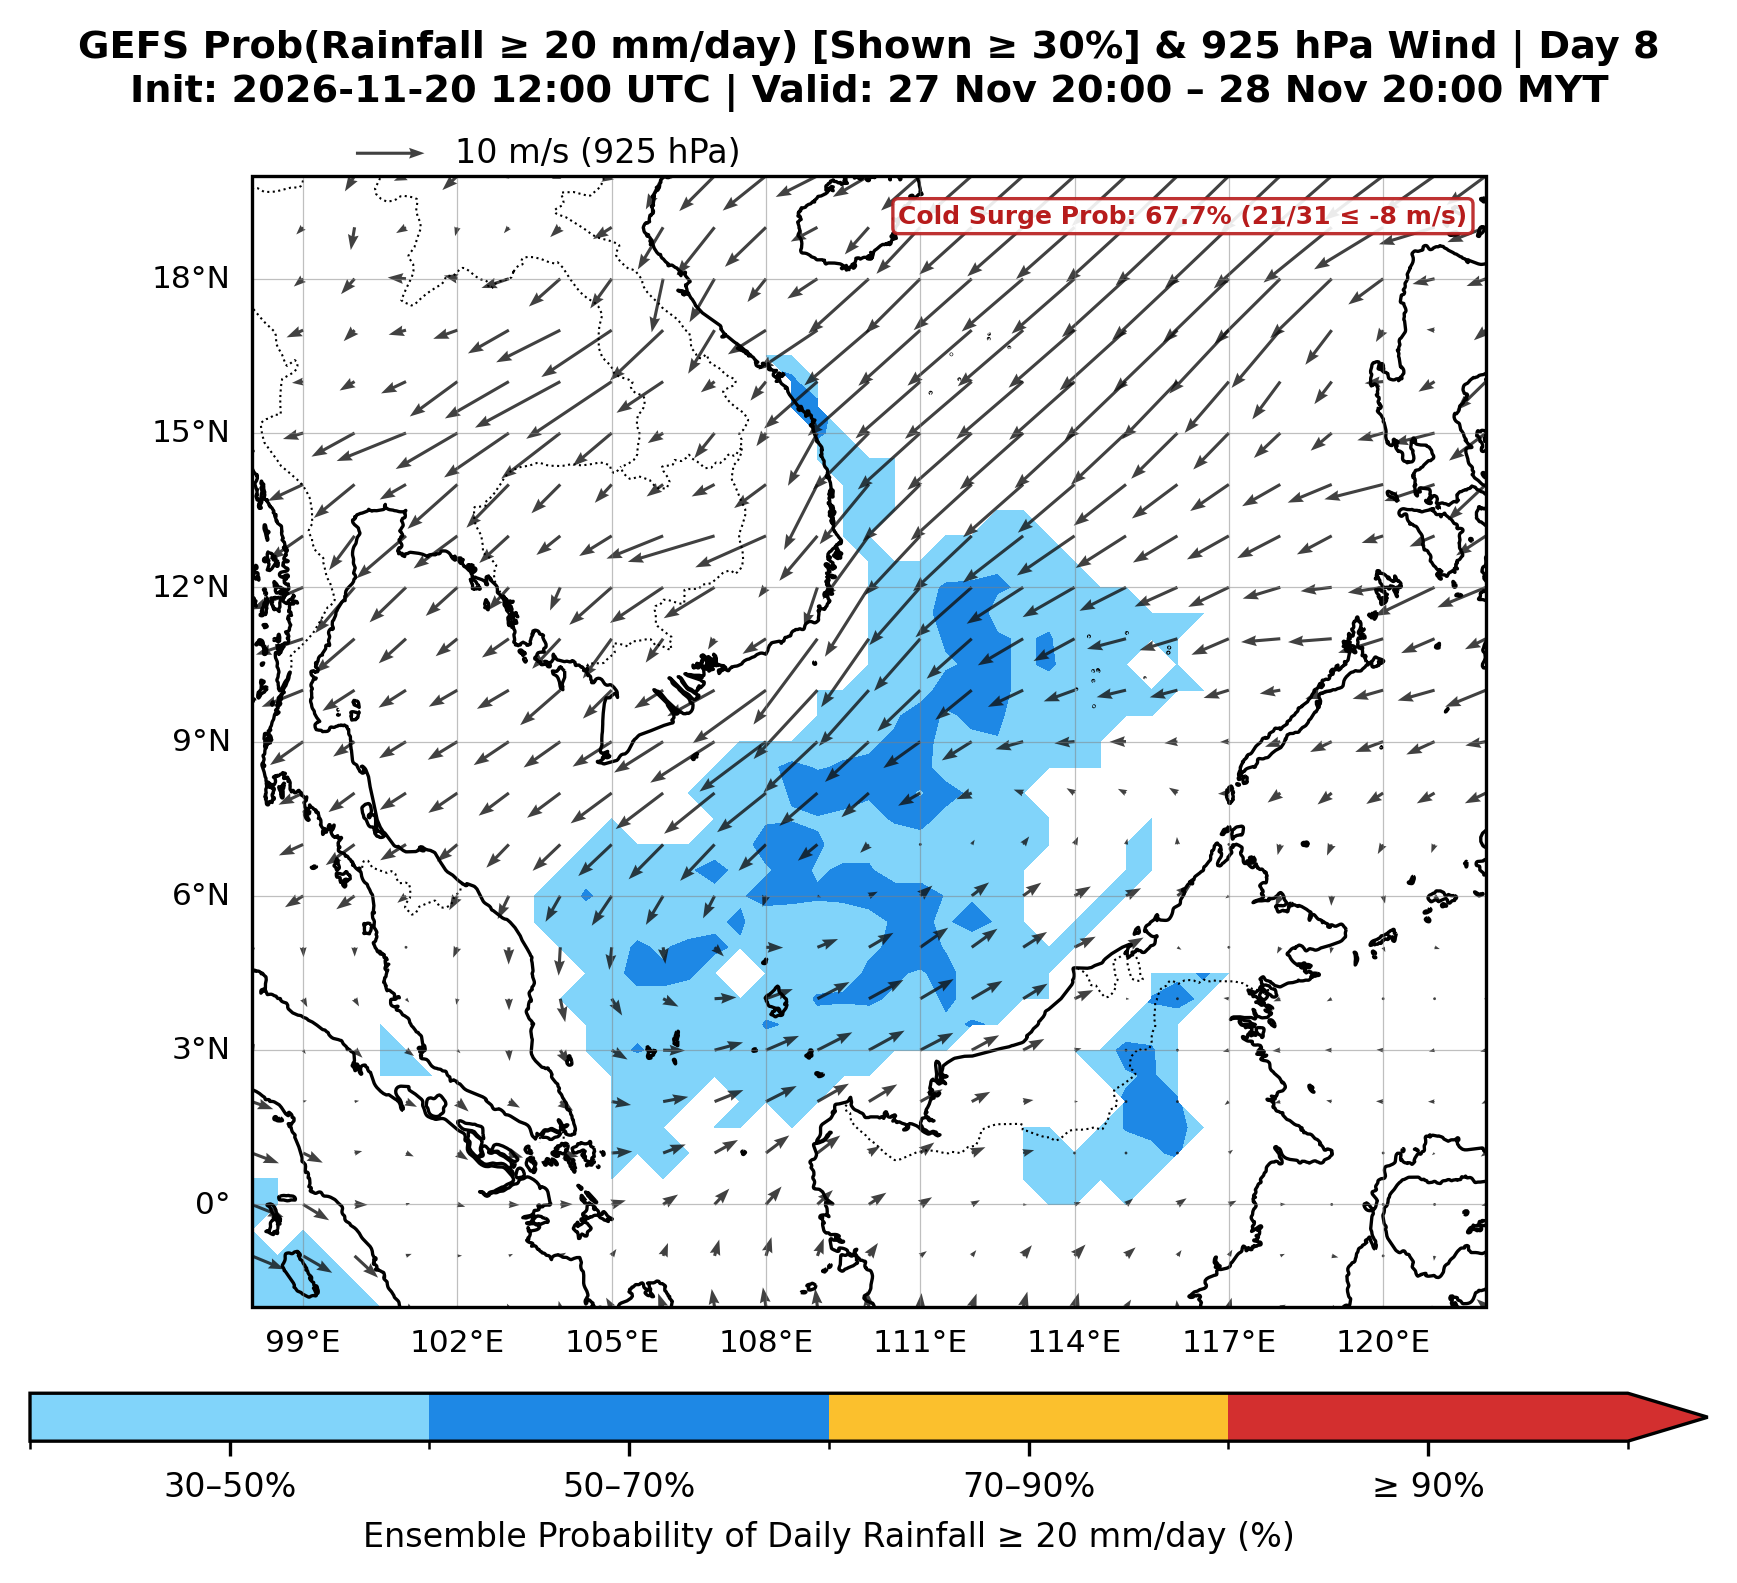 GEFS Prob(Rainfall ≥ 20 mm/day) [Shown ≥ 30%] & 925 hPa Wind | Day 8
Init: 2026-11-20 12:00 UTC | Valid: 27 Nov 20:00 – 28 Nov 20:00 MYT
10 m/s (925 hPa)
Cold Surge Prob: 67.7% (21/31 ≤ -8 m/s)
18°N
15°N
12°N
9°N
6°N
3°N
0°
99°E 102°E 105°E 108°E 111°E 114°E 117°E 120°E
30–50% 50–70% 70–90% ≥ 90%
Ensemble Probability of Daily Rainfall ≥ 20 mm/day (%)